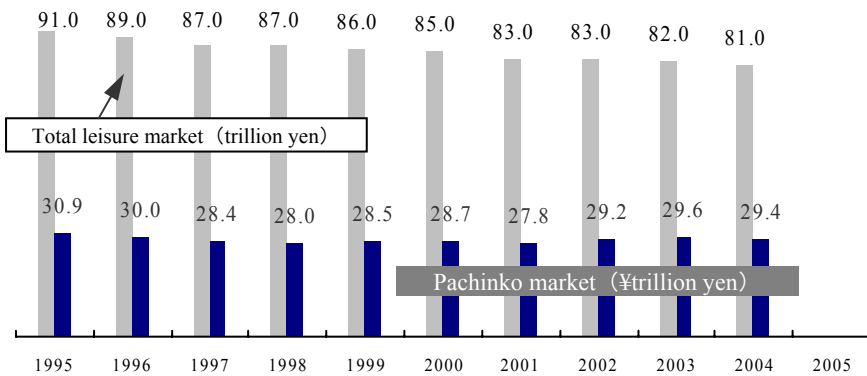 91.0 89.0 87.0 87.0 86.0 85.0 83.0 83.0 82.0 81.0
Total leisure market（trillion yen）
30.9 30.0 28.4 28.0 28.5 28.7 27.8 29.2 29.6 29.4
Pachinko market（¥trillion yen）
1995 1996 1997 1998 1999 2000 2001 2002 2003 2004 2005